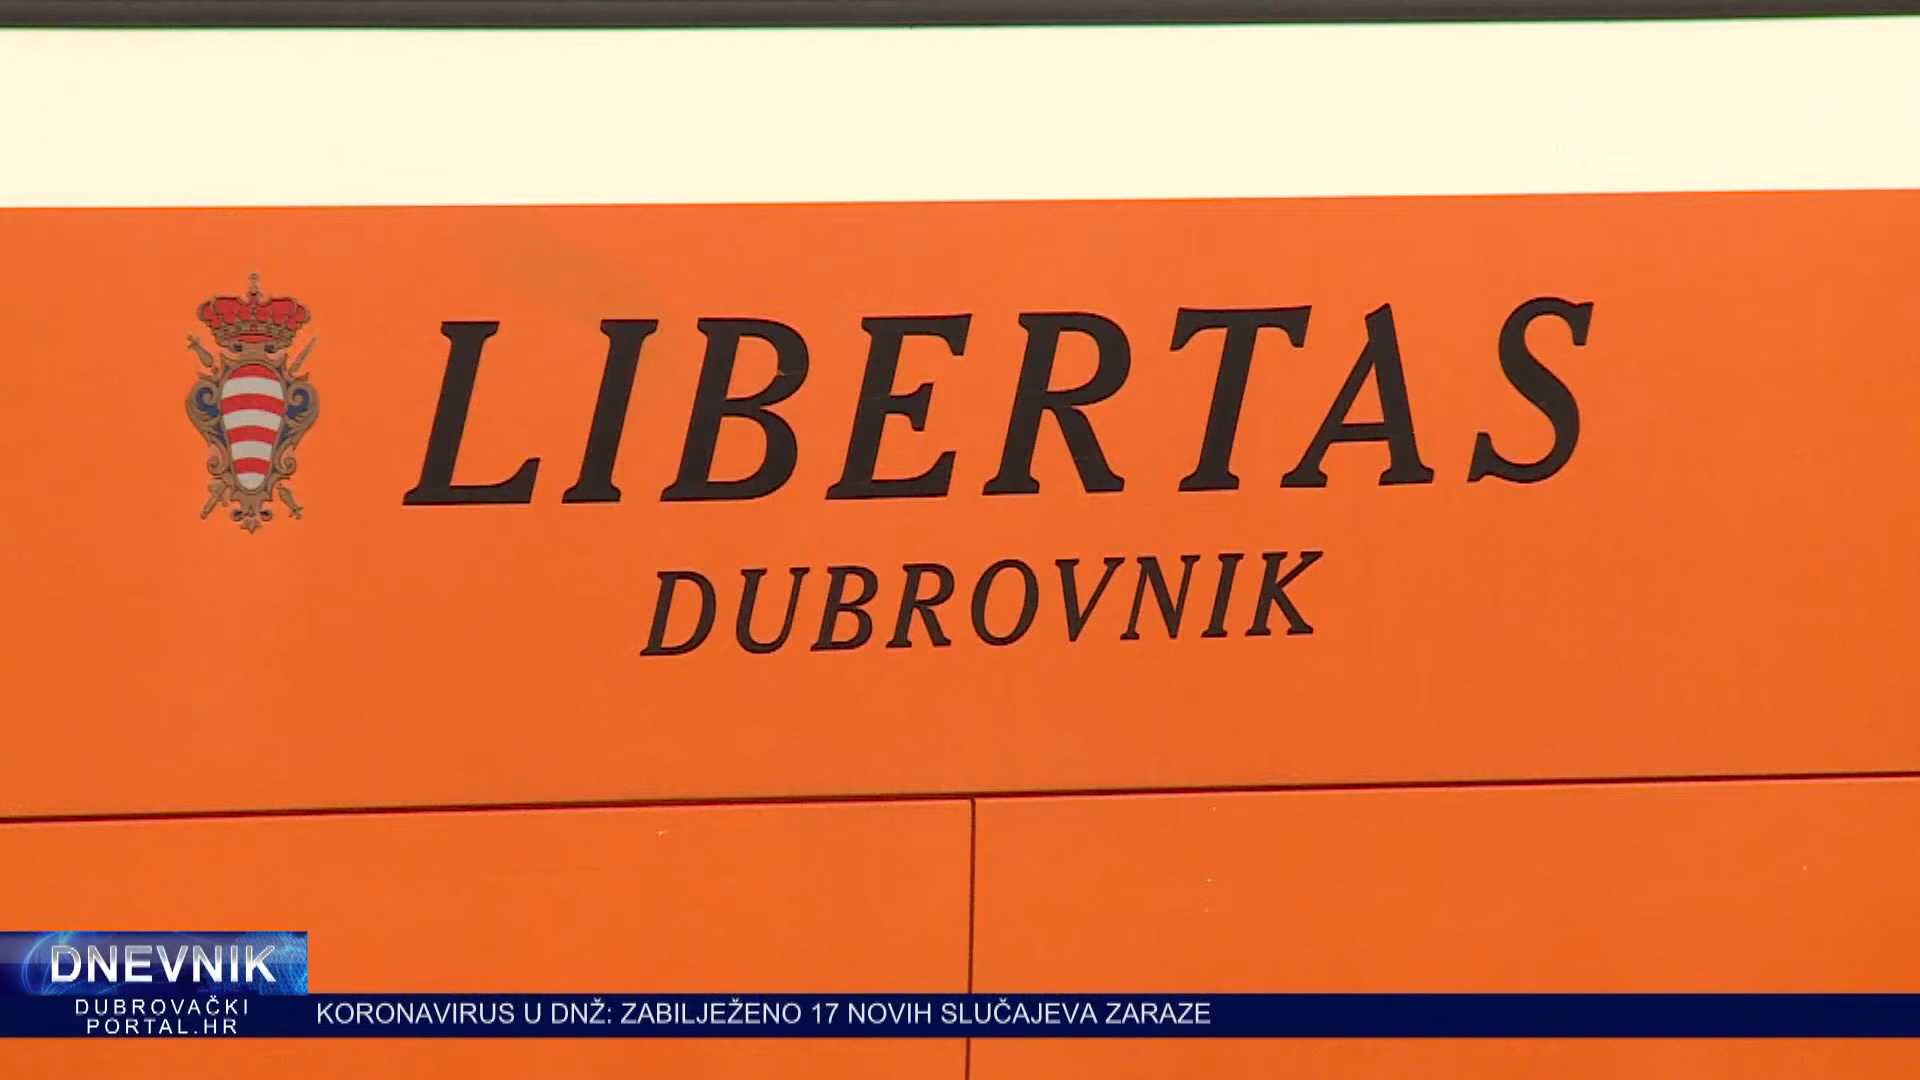 LIBERTAS
DUBROVNIK
DNEVNIK
DUBROVAČKI
PORTAL.HR
KORONAVIRUS U DNŽ: ZABILJEŽENO 17 NOVIH SLUČAJEVA ZARAZE